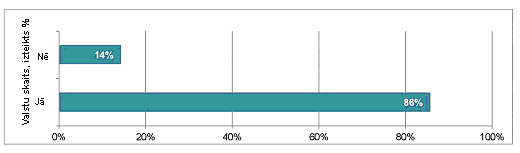 Valstu skaits, izteikts %
Nē
14%
Jā
86%
0% 20% 40% 60% 80% 100%